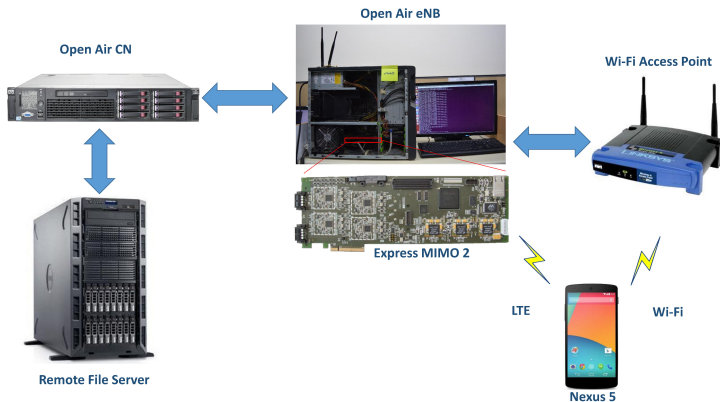 Open Air eNB
Open Air CN
Wi-Fi Access Point
LINKSYS
Express MIMO 2
LTE
Wi-Fi
Remote File Server
Nexus 5